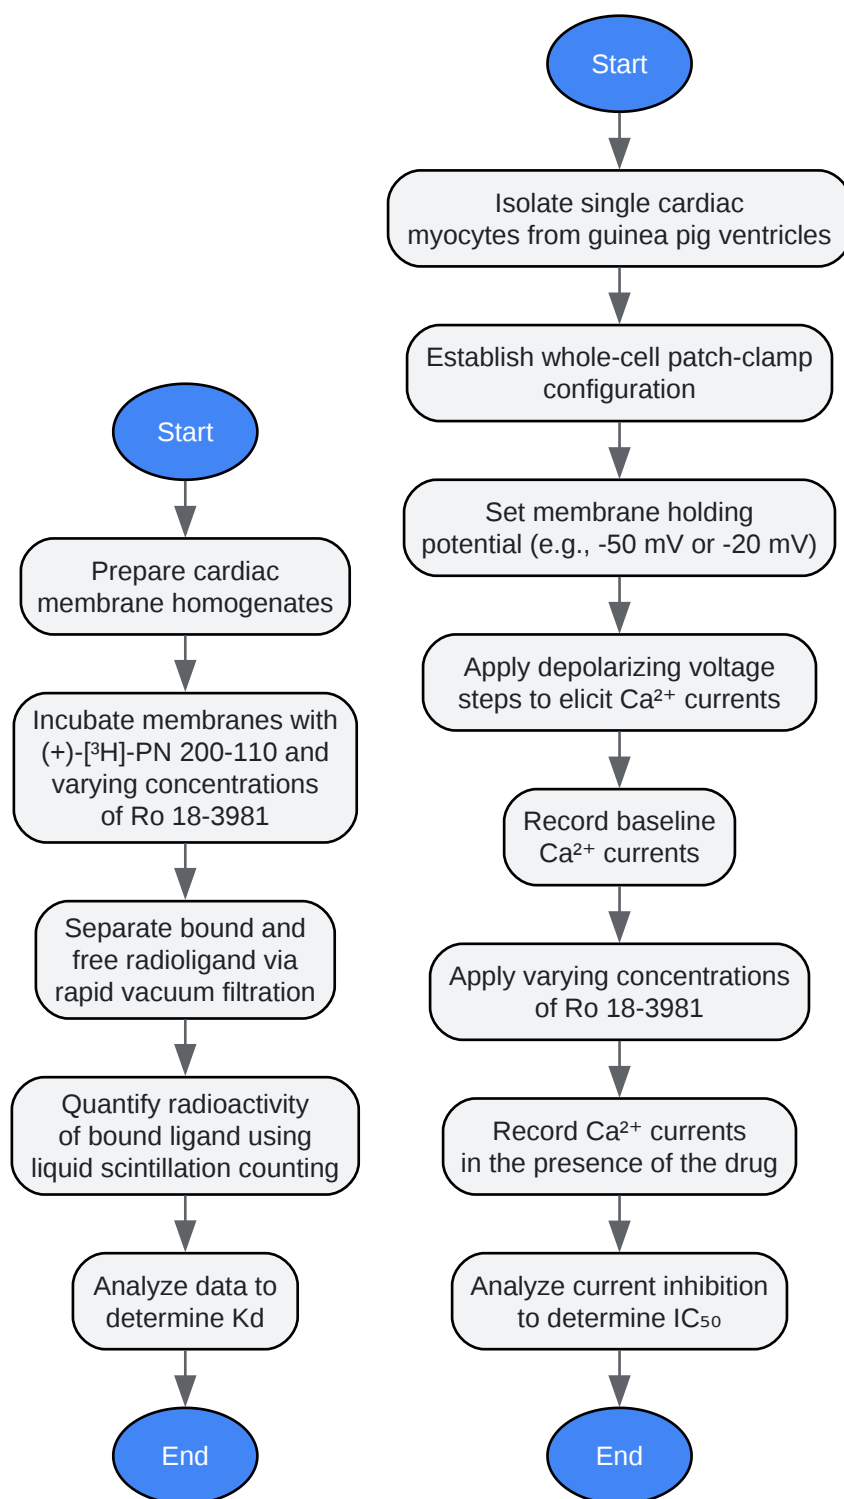 Start
Prepare cardiac
membrane homogenates
Incubate membranes with
(+)-[³H]-PN 200-110 and
varying concentrations
of Ro 18-3981
Separate bound and
free radioligand via
rapid vacuum filtration
Quantify radioactivity
of bound ligand using
liquid scintillation counting
Analyze data to
determine Kd
End
Start
Isolate single cardiac
myocytes from guinea pig ventricles
Establish whole-cell patch-clamp
configuration
Set membrane holding
potential (e.g., -50 mV or -20 mV)
Apply depolarizing voltage
steps to elicit Ca²⁺ currents
Record baseline
Ca²⁺ currents
Apply varying concentrations
of Ro 18-3981
Record Ca²⁺ currents
in the presence of the drug
Analyze current inhibition
to determine IC₅₀
End